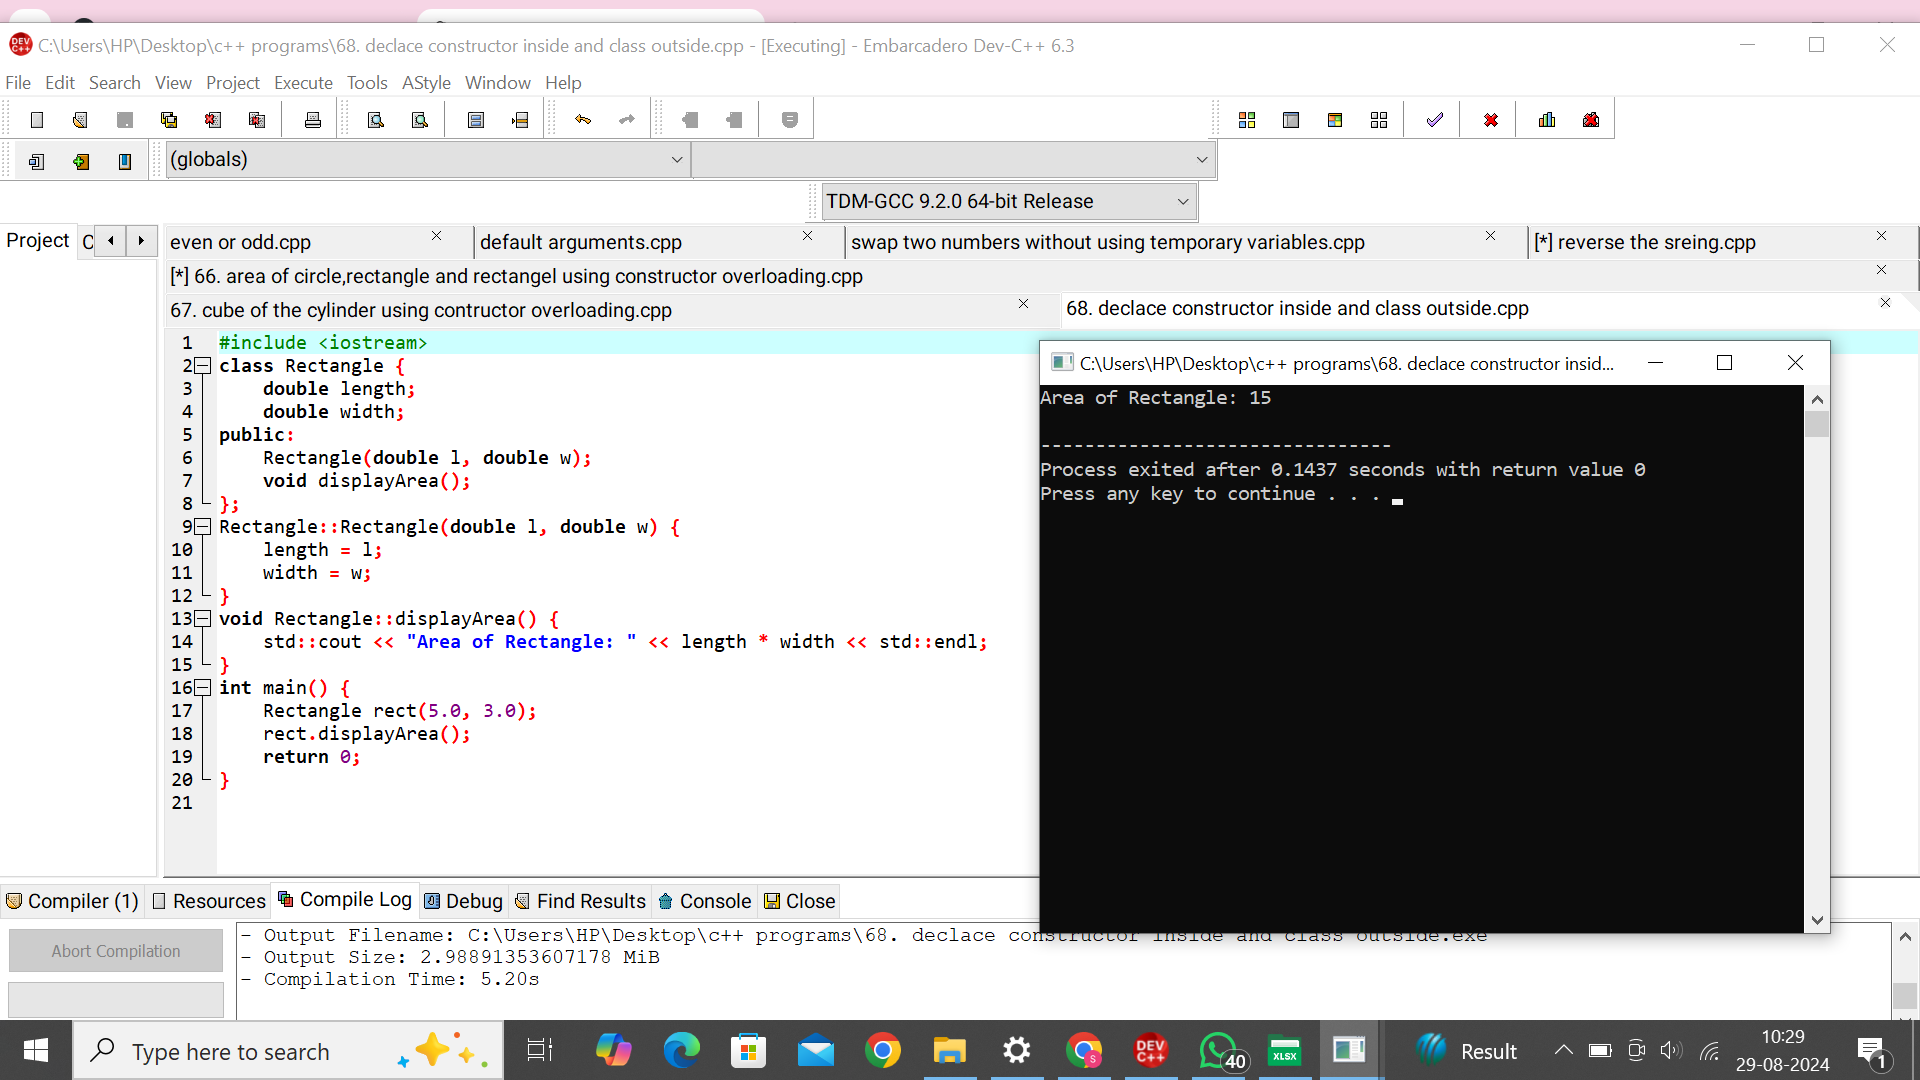 C:\Users\HP\Desktop\c++ programs\68. declace constructor inside and class outside.cpp - [Executing] - Embarcadero Dev-C++ 6.3
File Edit Search View Project Execute Tools AStyle Window Help
(globals)
TDM-GCC 9.2.0 64-bit Release
Project C
even or odd.cpp default arguments.cpp swap two numbers without using temporary variables.cpp [*] reverse the sreing.cpp
[*] 66. area of circle,rectangle and rectangel using constructor overloading.cpp
67. cube of the cylinder using contructor overloading.cpp 68. declace constructor inside and class outside.cpp
1 #include <iostream>
2 class Rectangle {
3 double length;
4 double width;
5 public:
6 Rectangle(double l, double w);
7 void displayArea();
8 };
9 Rectangle::Rectangle(double l, double w) {
10 length = l;
11 width = w;
12 }
13 void Rectangle::displayArea() {
14 std::cout << "Area of Rectangle: " << length * width << std::endl;
15 }
16 int main() {
17 Rectangle rect(5.0, 3.0);
18 rect.displayArea();
19 return 0;
20 }
21
C:\Users\HP\Desktop\c++ programs\68. declace constructor insid...
Area of Rectangle: 15
--------------------------------
Process exited after 0.1437 seconds with return value 0
Press any key to continue . . .
Compiler (1) Resources Compile Log Debug Find Results Console Close
Abort Compilation
- Output Filename: C:\Users\HP\Desktop\c++ programs\68. declace constructor inside and class outside.exe
- Output Size: 2.98891353607178 MiB
- Compilation Time: 5.20s
Type here to search
DEV C++
40
XLSX
Result
10:29
29-08-2024
1